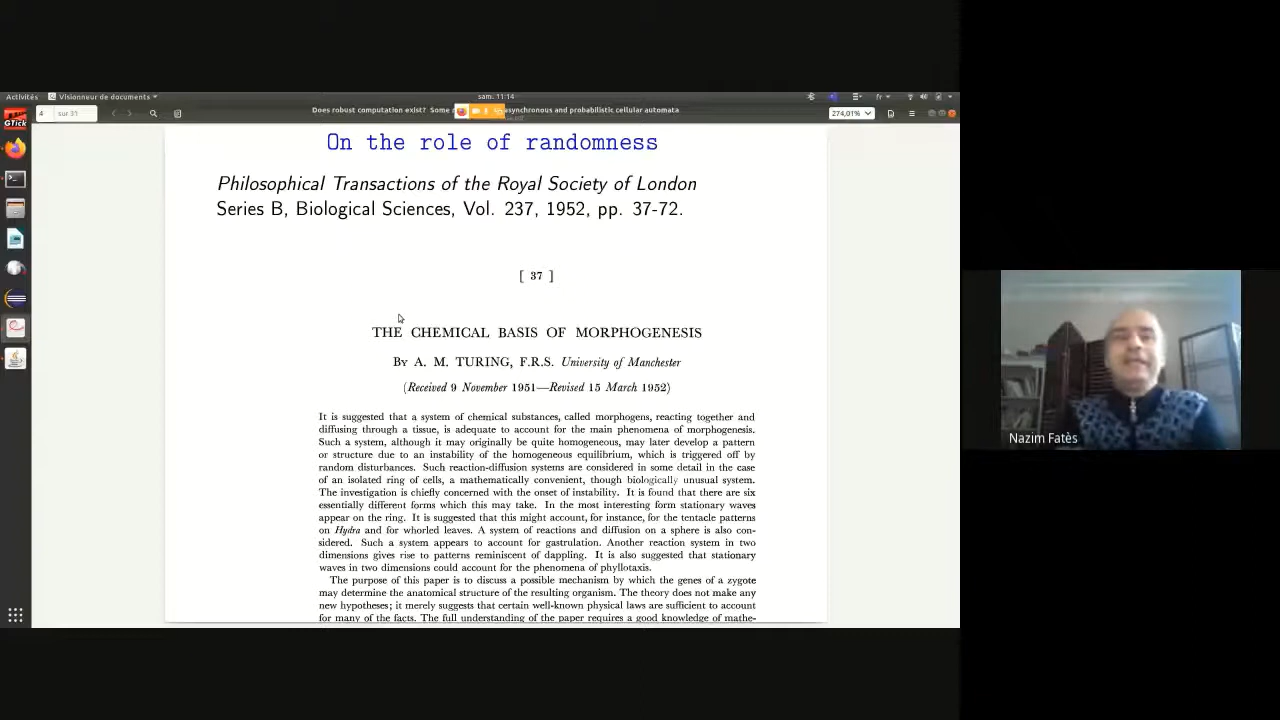 Activités
Visionneur de documents
sam. 11:14
fr
4
sur 31
Does robust computation exist? Some
asynchronous and probabilistic cellular automata
274,01%
GTick
On the role of randomness
Philosophical Transactions of the Royal Society of London
Series B, Biological Sciences, Vol. 237, 1952, pp. 37-72.
[ 37 ]
THE CHEMICAL BASIS OF MORPHOGENESIS
By A. M. TURING, F.R.S. University of Manchester
(Received 9 November 1951—Revised 15 March 1952)
It is suggested that a system of chemical substances, called morphogens, reacting together and
diffusing through a tissue, is adequate to account for the main phenomena of morphogenesis.
Such a system, although it may originally be quite homogeneous, may later develop a pattern
or structure due to an instability of the homogeneous equilibrium, which is triggered off by
random disturbances. Such reaction-diffusion systems are considered in some detail in the case
of an isolated ring of cells, a mathematically convenient, though biologically unusual system.
The investigation is chiefly concerned with the onset of instability. It is found that there are six
essentially different forms which this may take. In the most interesting form stationary waves
appear on the ring. It is suggested that this might account, for instance, for the tentacle patterns
on Hydra and for whorled leaves. A system of reactions and diffusion on a sphere is also con-
sidered. Such a system appears to account for gastrulation. Another reaction system in two
dimensions gives rise to patterns reminiscent of dappling. It is also suggested that stationary
waves in two dimensions could account for the phenomena of phyllotaxis.
The purpose of this paper is to discuss a possible mechanism by which the genes of a zygote
may determine the anatomical structure of the resulting organism. The theory does not make any
new hypotheses; it merely suggests that certain well-known physical laws are sufficient to account
for many of the facts. The full understanding of the paper requires a good knowledge of mathe-
Nazim Fatès